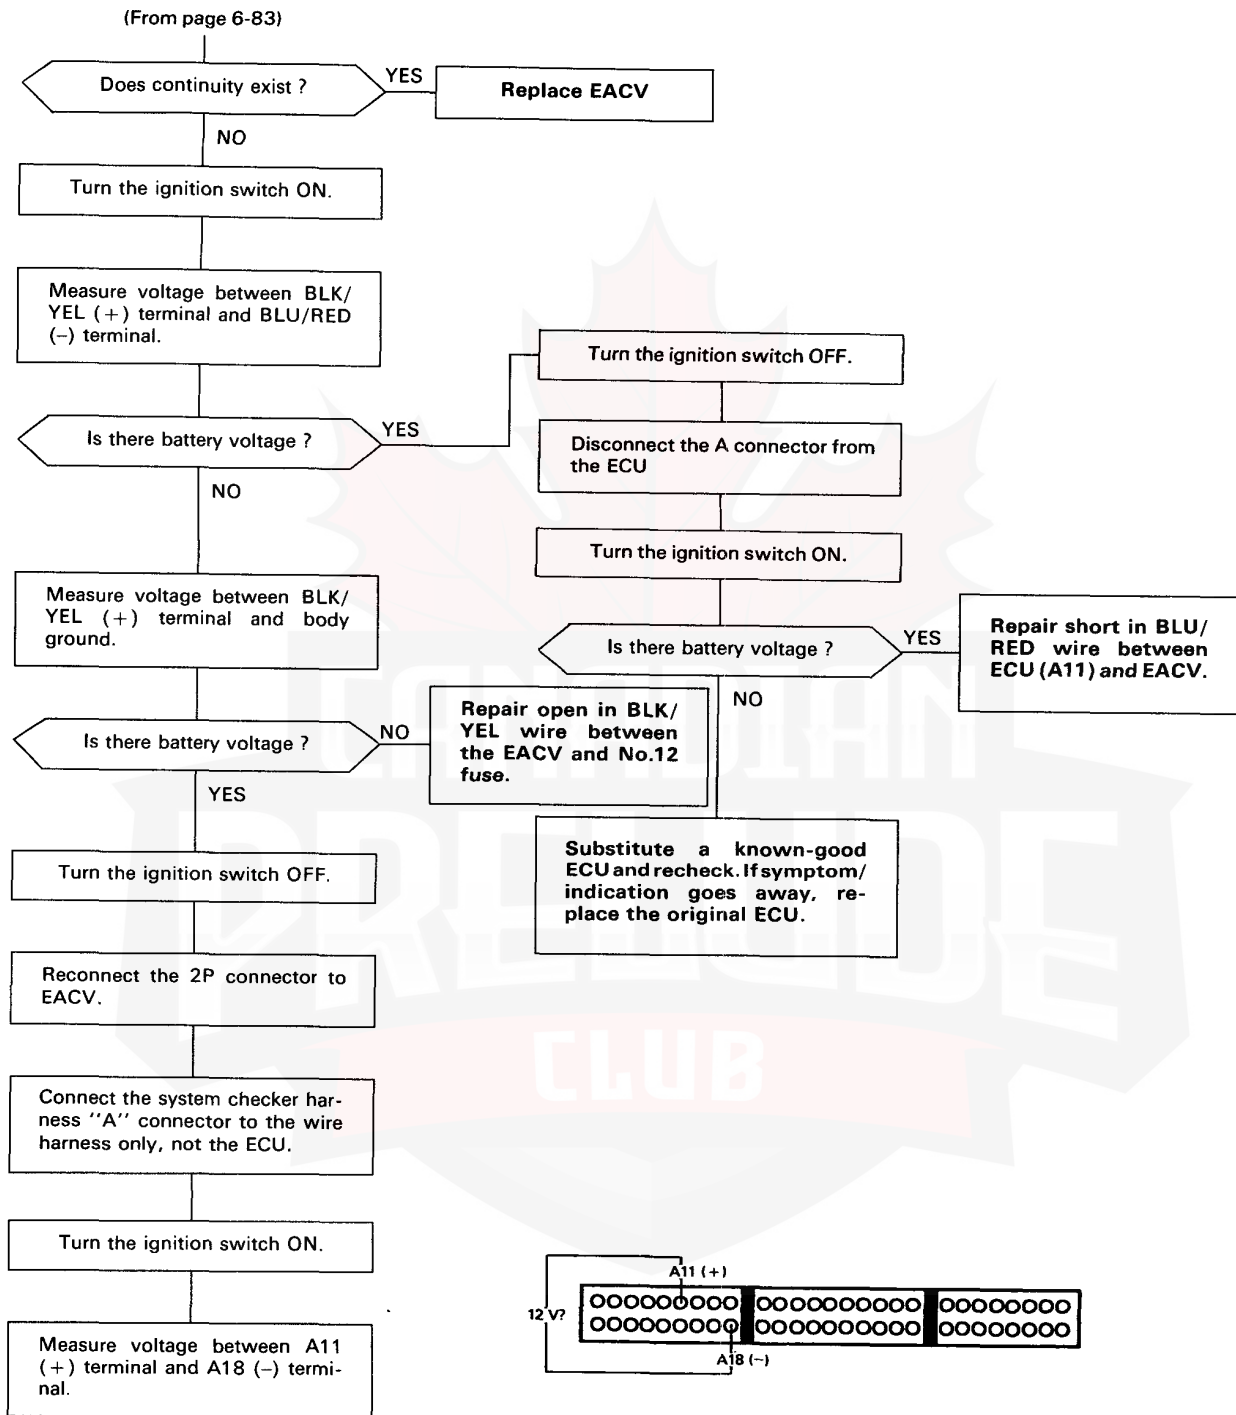 (From page 6-83)
Does continuity exist ?
YES
Replace EACV
NO
Turn the ignition switch ON.
Measure voltage between BLK/
YEL (+) terminal and BLU/RED
(–) terminal.
Is there battery voltage ?
YES
NO
Turn the ignition switch OFF.
Disconnect the A connector from
the ECU
Turn the ignition switch ON.
Is there battery voltage ?
YES
Repair short in BLU/
RED wire between
ECU (A11) and EACV.
NO
Substitute a known-good
ECU and recheck. If symptom/
indication goes away, re-
place the original ECU.
Measure voltage between BLK/
YEL (+) terminal and body
ground.
Is there battery voltage ?
NO
Repair open in BLK/
YEL wire between
the EACV and No.12
fuse.
YES
Turn the ignition switch OFF.
Reconnect the 2P connector to
EACV.
Connect the system checker har-
ness "A" connector to the wire
harness only, not the ECU.
Turn the ignition switch ON.
Measure voltage between A11
(+) terminal and A18 (–) termi-
nal.
A11 (+)
12 V?
A18 (–)
CANADIAN
PRELUDE
CLUB